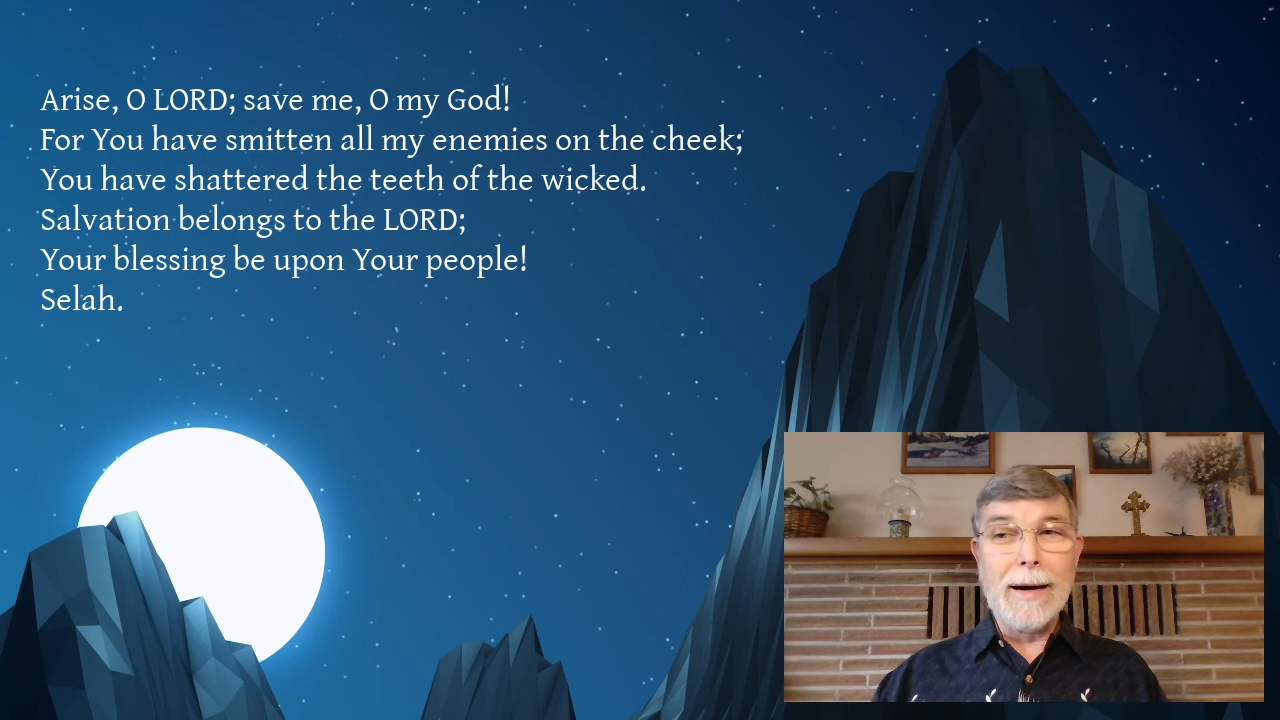 Arise, O LORD; save me, O my God!
For You have smitten all my enemies on the cheek;
You have shattered the teeth of the wicked.
Salvation belongs to the LORD;
Your blessing be upon Your people!
Selah.